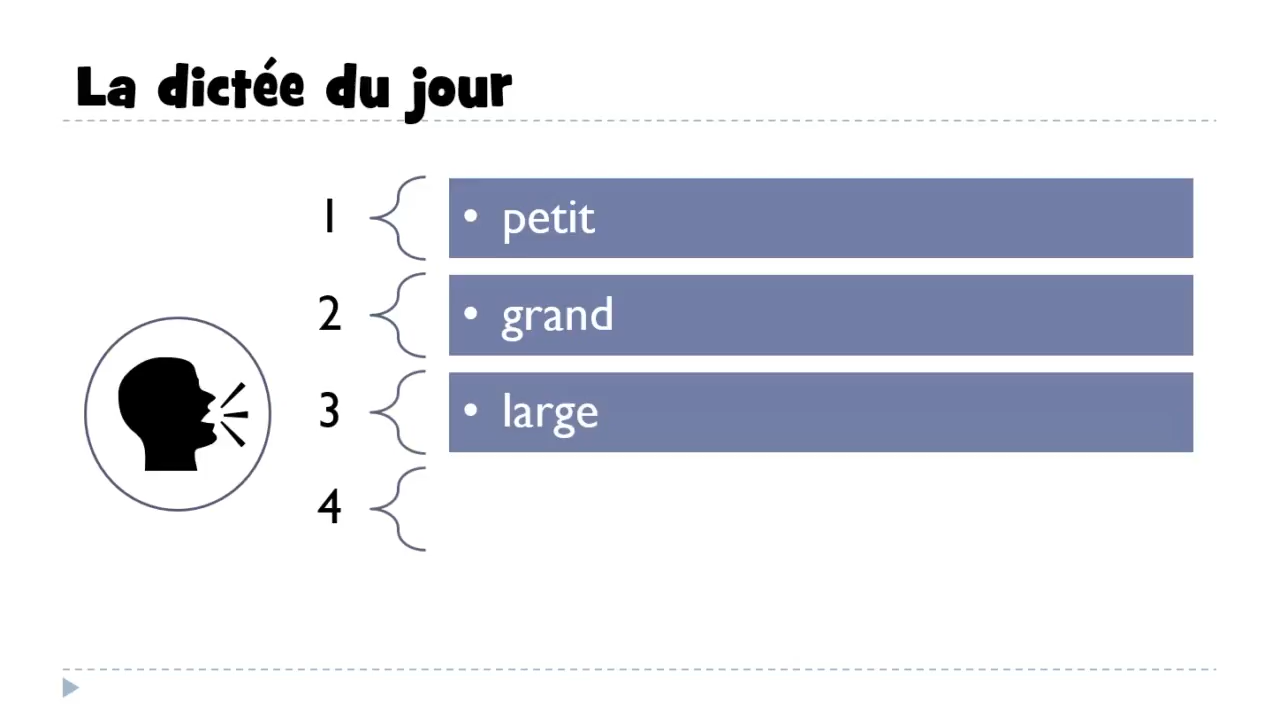 La dictée du jour
1
• petit
2
• grand
3
• large
4